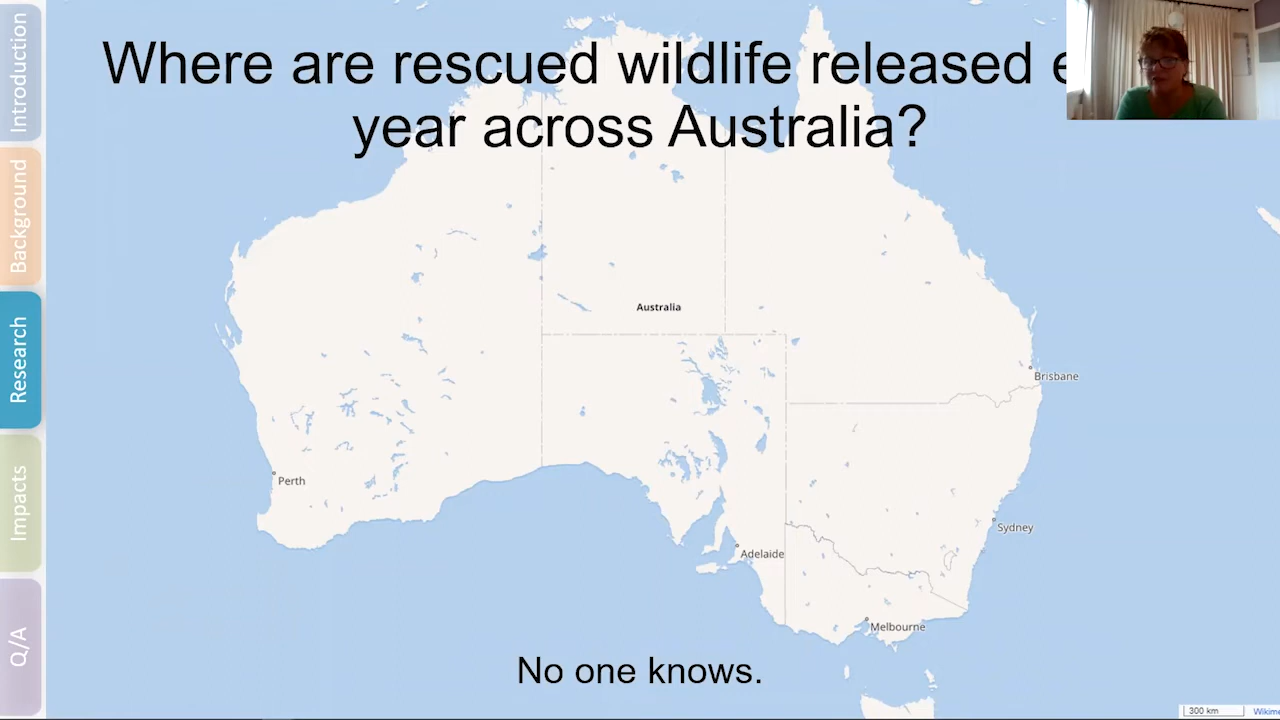 Introduction
Background
Research
Impacts
Q/A
Where are rescued wildlife released
year across Australia?
Australia
Brisbane
Perth
Sydney
Adelaide
Melbourne
No one knows.
300 km